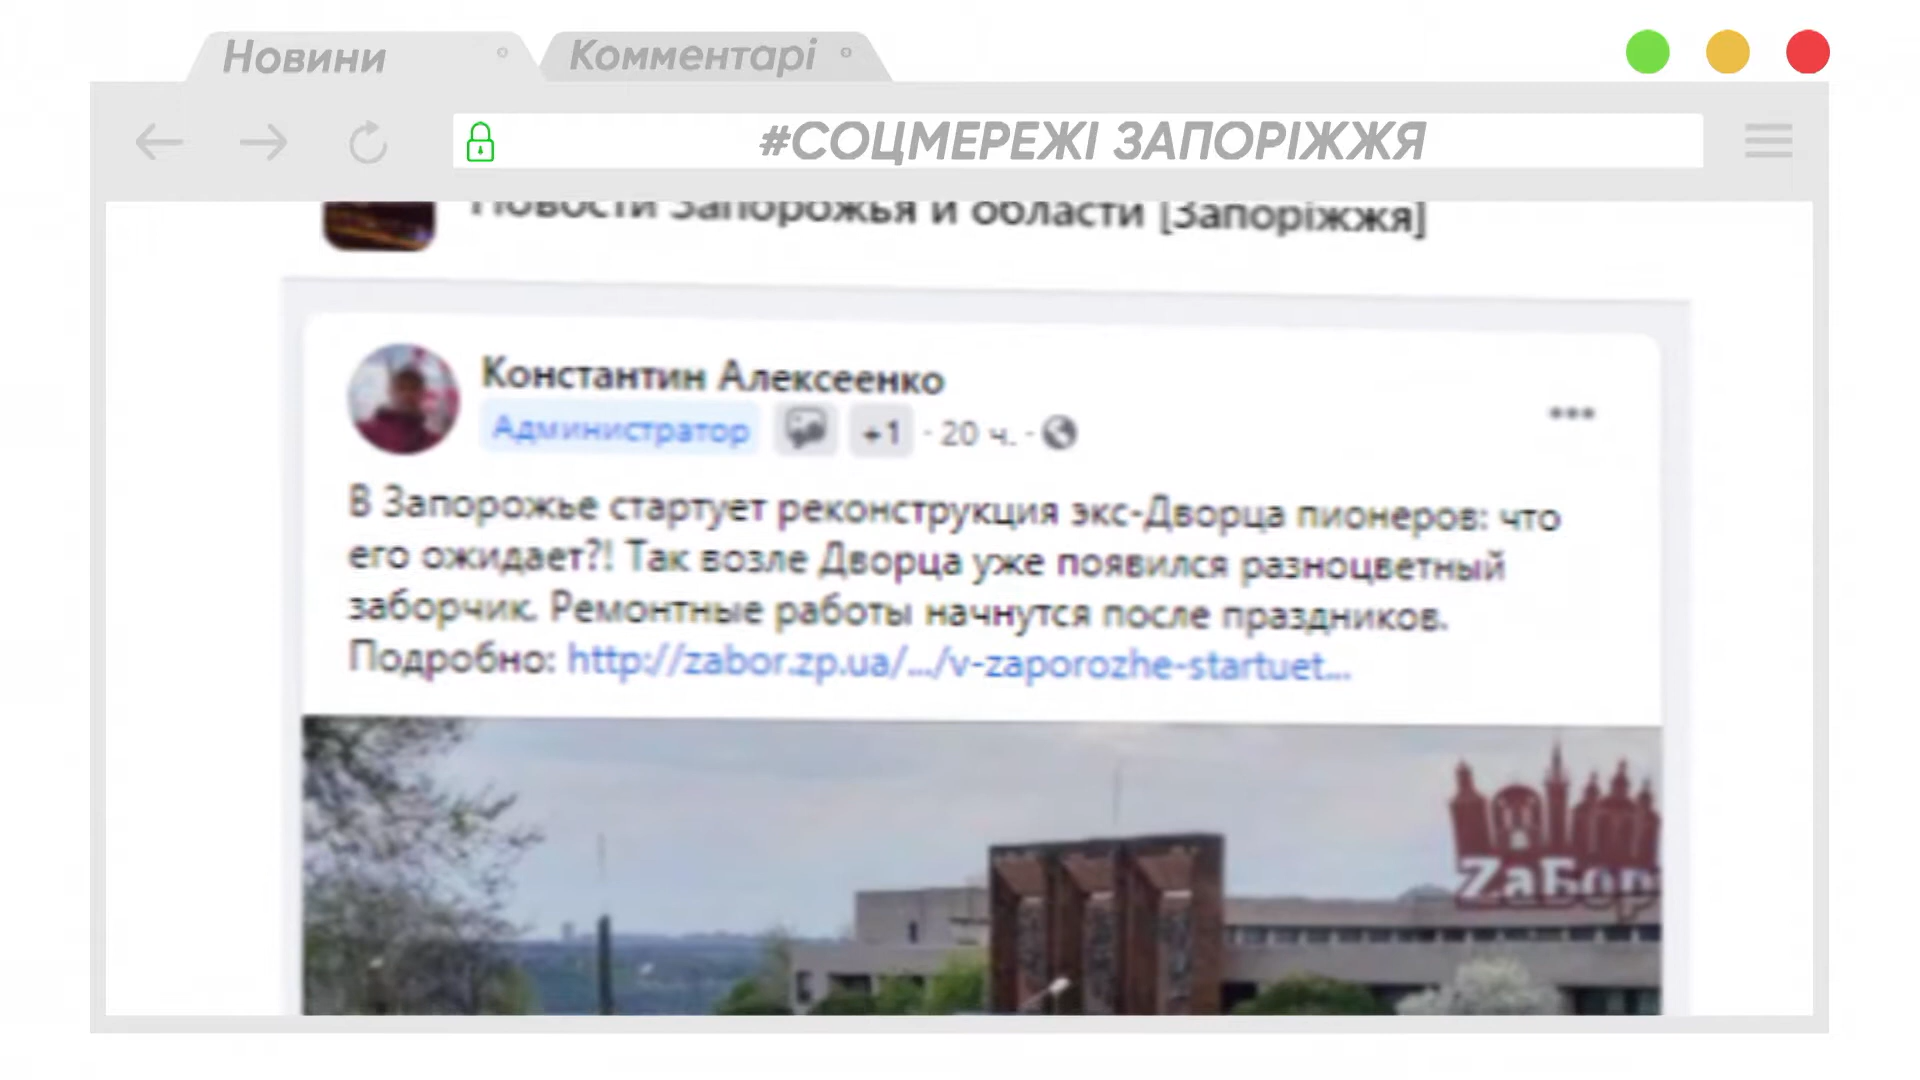 Новини
Комментарі
#СОЦМЕРЕЖІ ЗАПОРІЖЖЯ
Новости Запорожья и области [Запоріжжя]
Константин Алексеенко
Администратор +1 · 20 ч. ·
В Запорожье стартует реконструкция экс-Дворца пионеров: что
его ожидает?! Так возле Дворца уже появился разноцветный
заборчик. Ремонтные работы начнутся после праздников.
Подробно: http://zabor.zp.ua/.../v-zaporozhe-startuet...
ZaБор